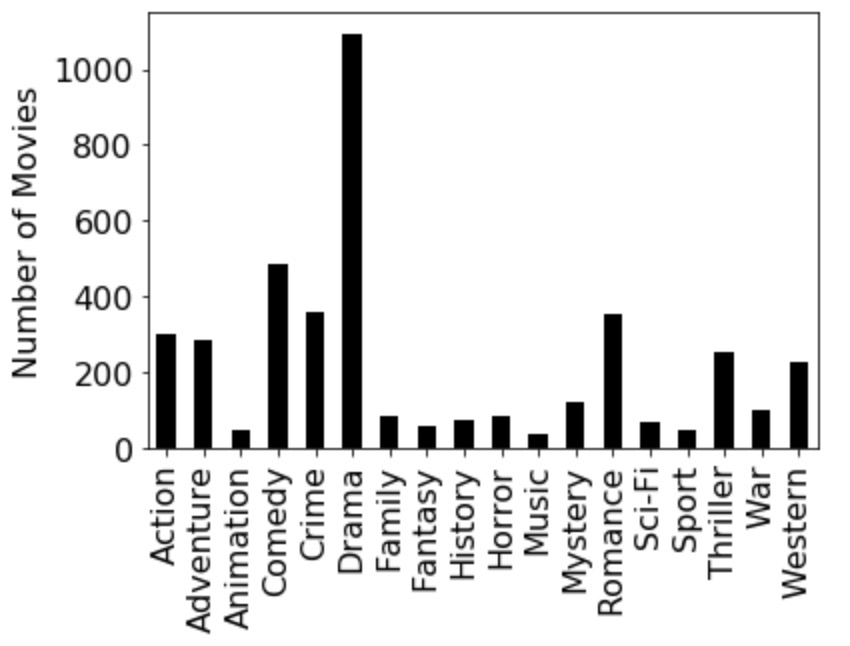 Number of Movies
1000
800
600
400
200
0
Action
Adventure
Animation
Comedy
Crime
Drama
Family
Fantasy
History
Horror
Music
Mystery
Romance
Sci-Fi
Sport
Thriller
War
Western